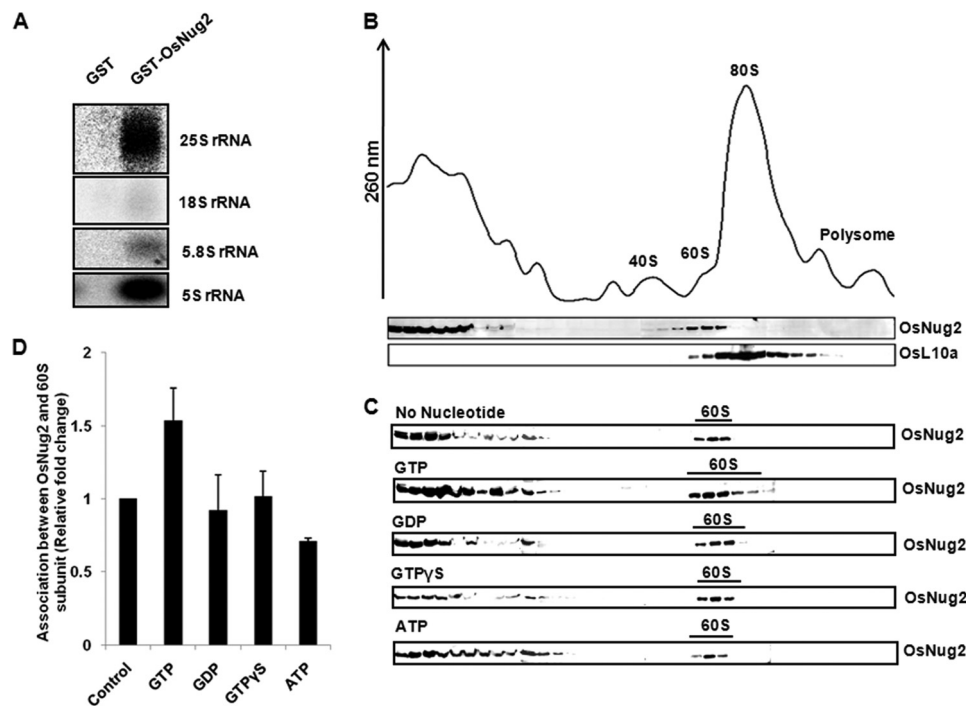 A
GST
GST-OsNug2
25S rRNA
18S rRNA
5.8S rRNA
5S rRNA
B
260 nm
40S
60S
80S
Polysome
OsNug2
OsL10a
C
No Nucleotide
60S
OsNug2
GTP
60S
OsNug2
GDP
60S
OsNug2
GTPγS
60S
OsNug2
ATP
60S
OsNug2
D
Association between OsNug2 and 60S
subunit (Relative fold change)
2
1.5
1
0.5
0
Control
GTP
GDP
GTPγS
ATP